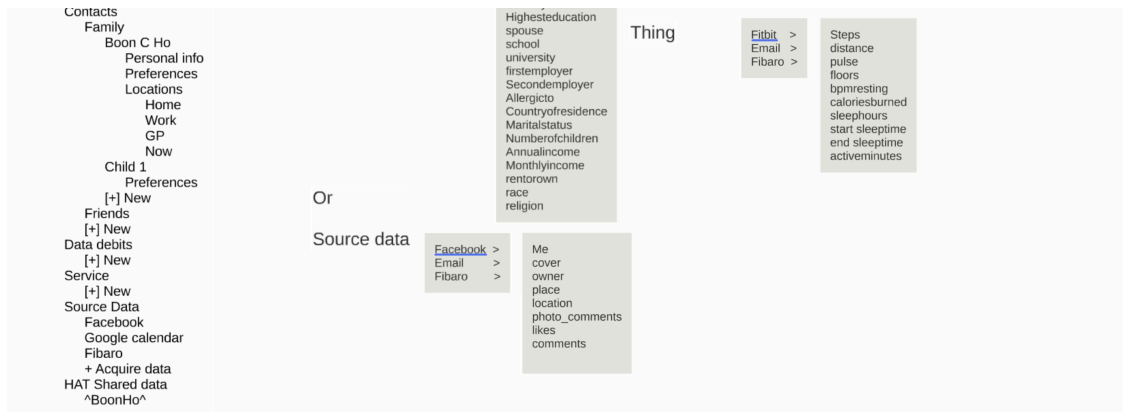 Contacts
Family
Boon C Ho
Personal info
Preferences
Locations
Home
Work
GP
Now
Child 1
Preferences
[+] New
Friends
[+] New
Data debits
[+] New
Service
[+] New
Source Data
Facebook
Google calendar
Fibaro
+ Acquire data
HAT Shared data
^BoonHo^
Or
Source data
Facebook >
Email >
Fibaro >
Highesteducation
spouse
school
university
firstemployer
Secondemployer
Allergicto
Countryofresidence
Maritalstatus
Numberofchildren
Annualincome
Monthlyincome
rentorown
race
religion
Me
cover
owner
place
location
photo_comments
likes
comments
Thing
Fitbit >
Email >
Fibaro >
Steps
distance
pulse
floors
bpmresting
caloriesburned
sleephours
start sleeptime
end sleeptime
activeminutes